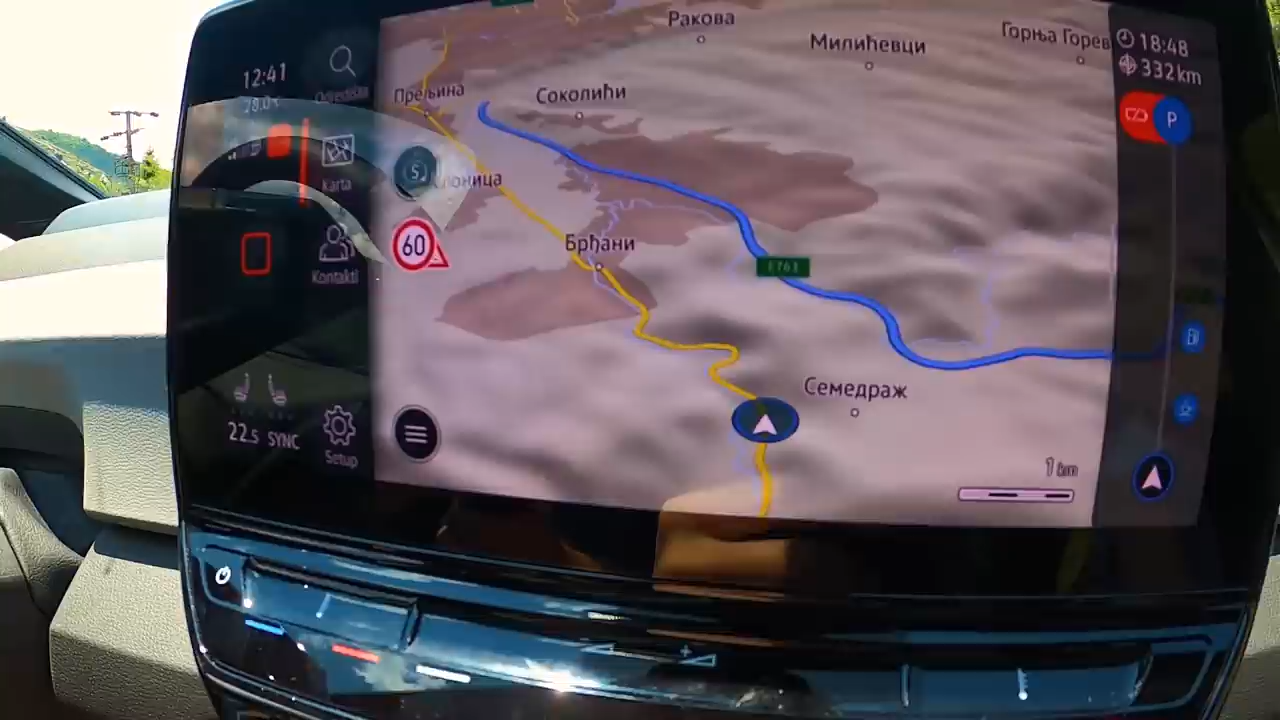 12:41
28.0°
Karta
Kontakti
22.5 SYNC
Setup
Ракова
Милићевци
Горња Горев
Прељина
Соколићи
S
60
Брђани
E763
Семедраж
1 km
18:48
332 km
P